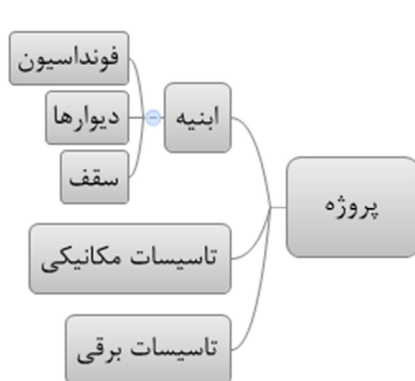 پروژه
ابنیه
فونداسیون
دیوارها
سقف
تاسیسات مکانیکی
تاسیسات برقی